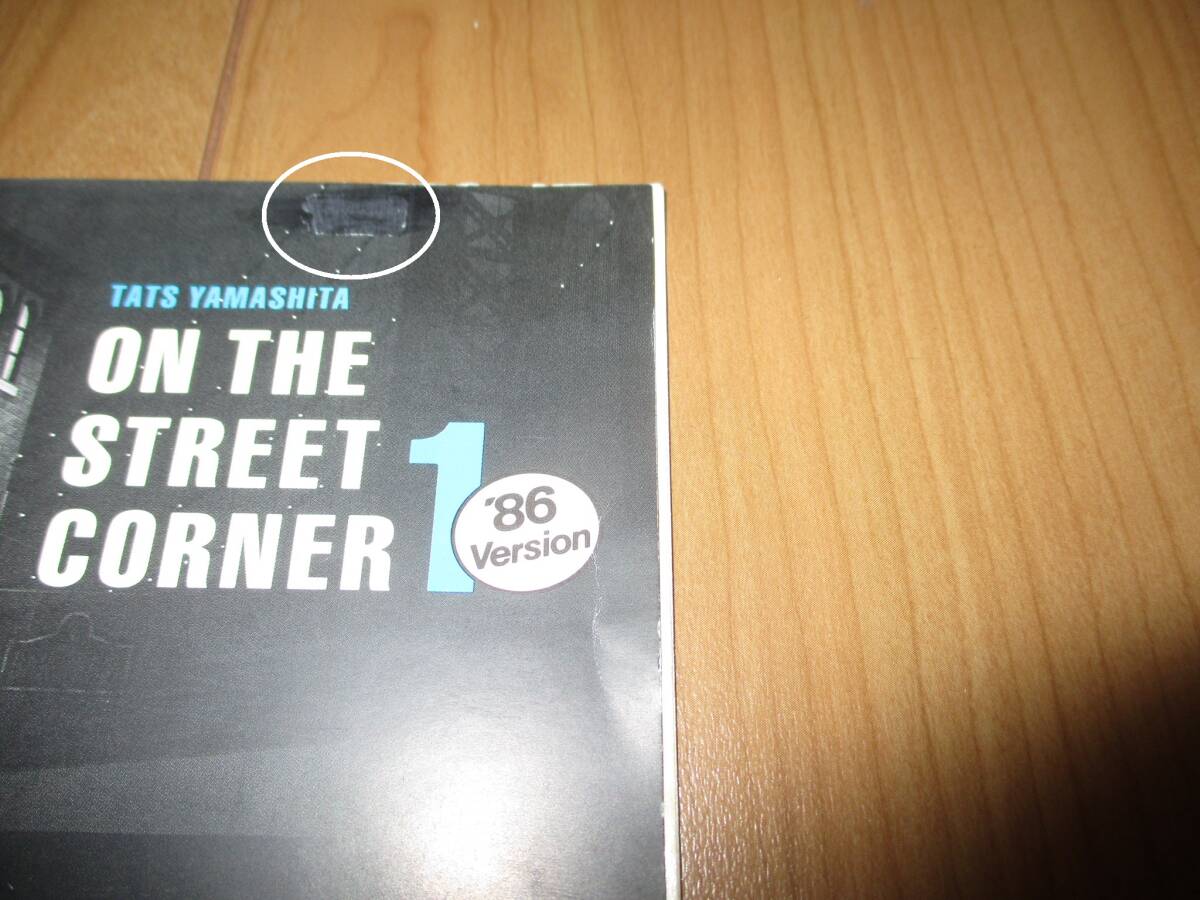 TATS YAMASHITA
ON THE
STREET
CORNER 1
'86
Version